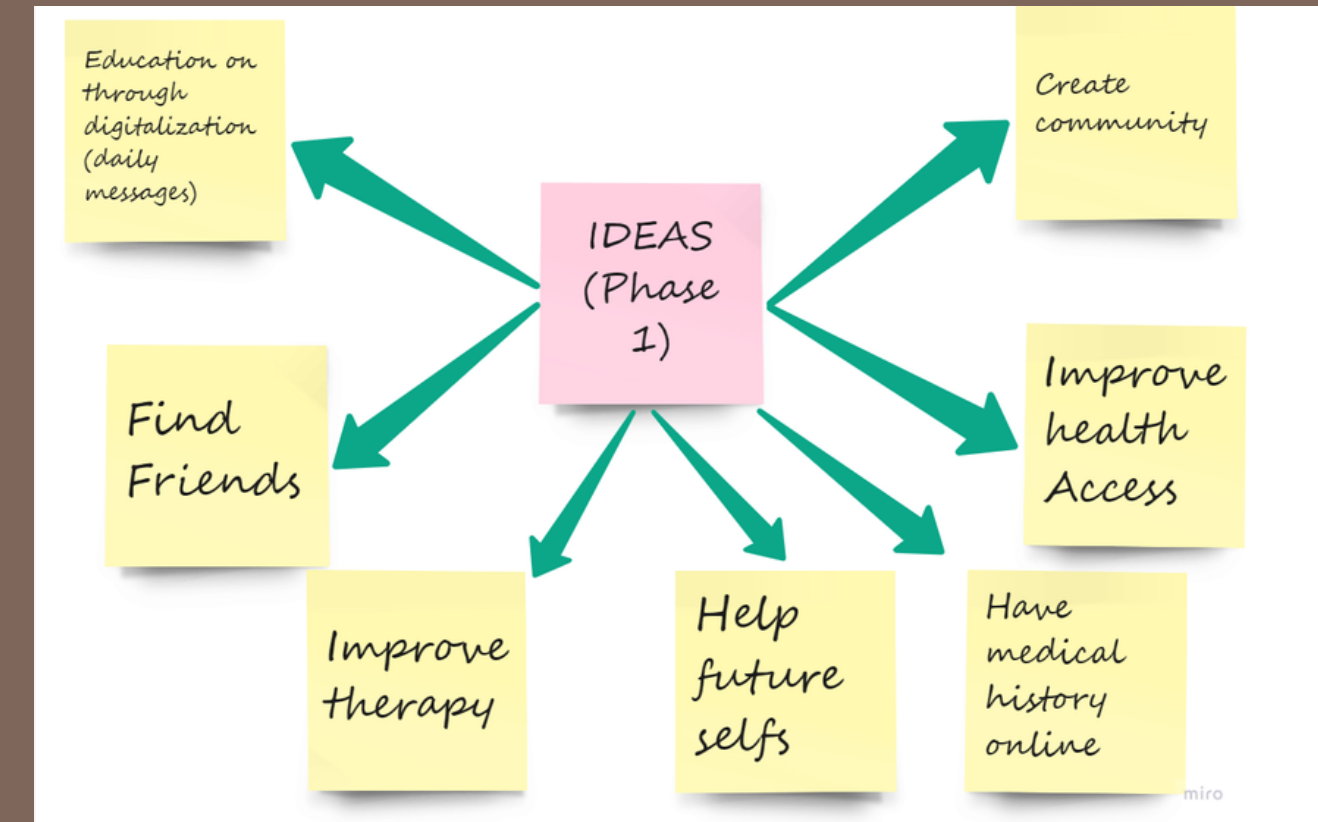 Education on
through
digitalization
(daily
messages)
Create
community
IDEAS
(Phase
1)
Find
Friends
Improve
health
Access
Improve
therapy
Help
future
selfs
Have
medical
history
online
miro